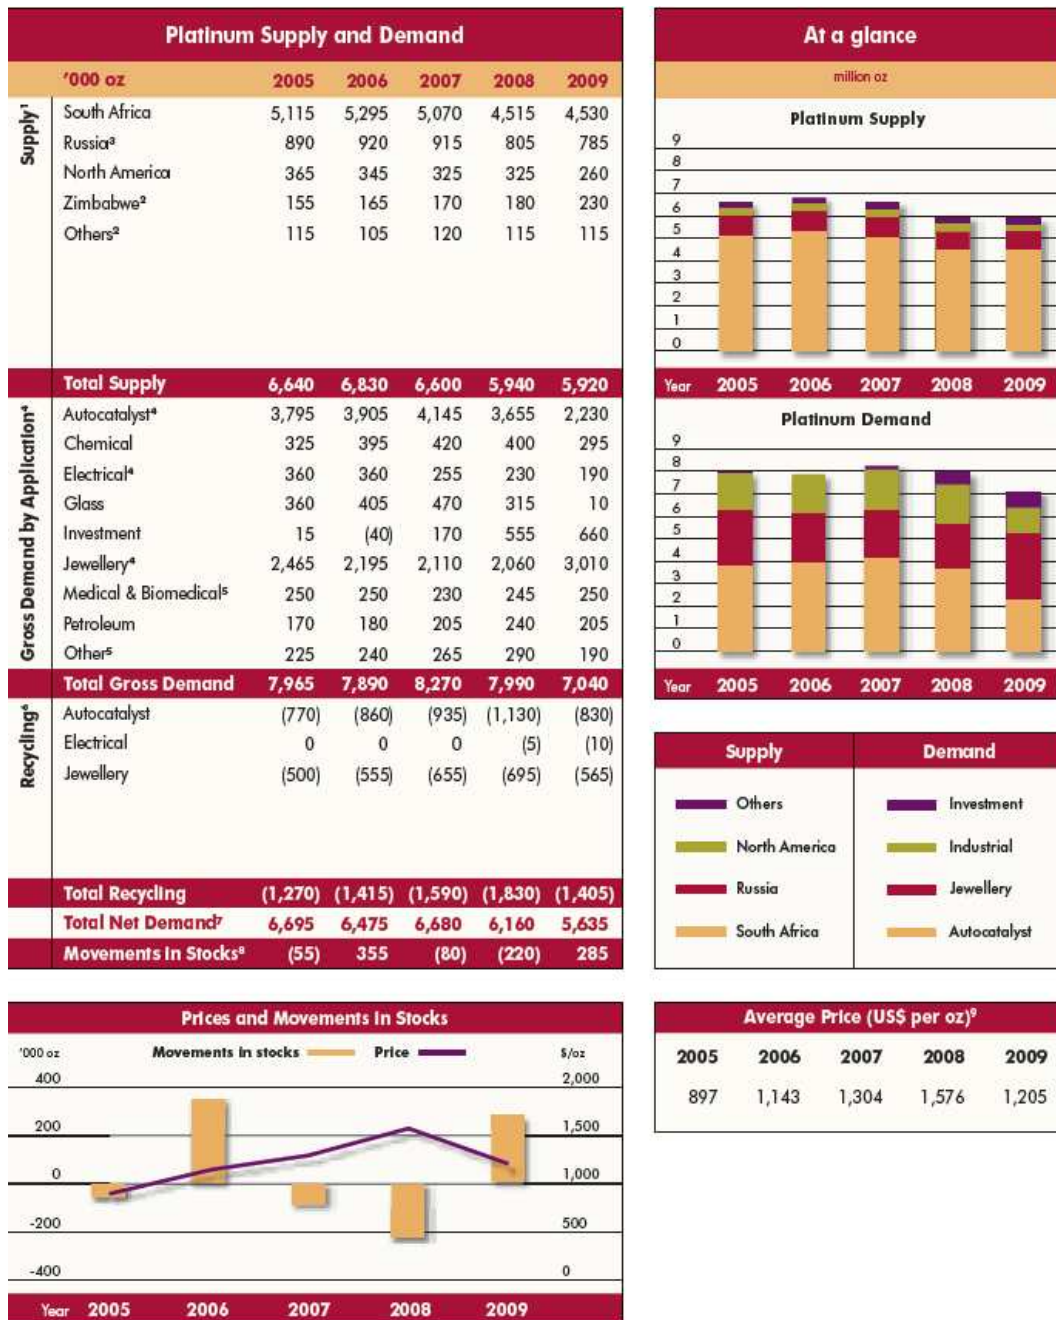 Platinum Supply and Demand
'000 oz 2005 2006 2007 2008 2009
Supply¹
South Africa 5,115 5,295 5,070 4,515 4,530
Russia³ 890 920 915 805 785
North America 365 345 325 325 260
Zimbabwe² 155 165 170 180 230
Others² 115 105 120 115 115
Total Supply 6,640 6,830 6,600 5,940 5,920
Gross Demand by Application⁴
Autocatalyst⁴ 3,795 3,905 4,145 3,655 2,230
Chemical 325 395 420 400 295
Electrical⁴ 360 360 255 230 190
Glass 360 405 470 315 10
Investment 15 (40) 170 555 660
Jewellery⁴ 2,465 2,195 2,110 2,060 3,010
Medical & Biomedical⁵ 250 250 230 245 250
Petroleum 170 180 205 240 205
Other⁵ 225 240 265 290 190
Total Gross Demand 7,965 7,890 8,270 7,990 7,040
Recycling⁶
Autocatalyst (770) (860) (935) (1,130) (830)
Electrical 0 0 0 (5) (10)
Jewellery (500) (555) (655) (695) (565)
Total Recycling (1,270) (1,415) (1,590) (1,830) (1,405)
Total Net Demand⁷ 6,695 6,475 6,680 6,160 5,635
Movements In Stocks⁸ (55) 355 (80) (220) 285
At a glance
million oz
Platinum Supply
9
8
7
6
5
4
3
2
1
0
Year 2005 2006 2007 2008 2009
Platinum Demand
9
8
7
6
5
4
3
2
1
0
Year 2005 2006 2007 2008 2009
Supply Demand
Others Investment
North America Industrial
Russia Jewellery
South Africa Autocatalyst
Prices and Movements In Stocks
'000 oz Movements in stocks Price $/oz
400 2,000
200 1,500
0 1,000
-200 500
-400 0
Year 2005 2006 2007 2008 2009
Average Price (US$ per oz)⁹
2005 2006 2007 2008 2009
897 1,143 1,304 1,576 1,205